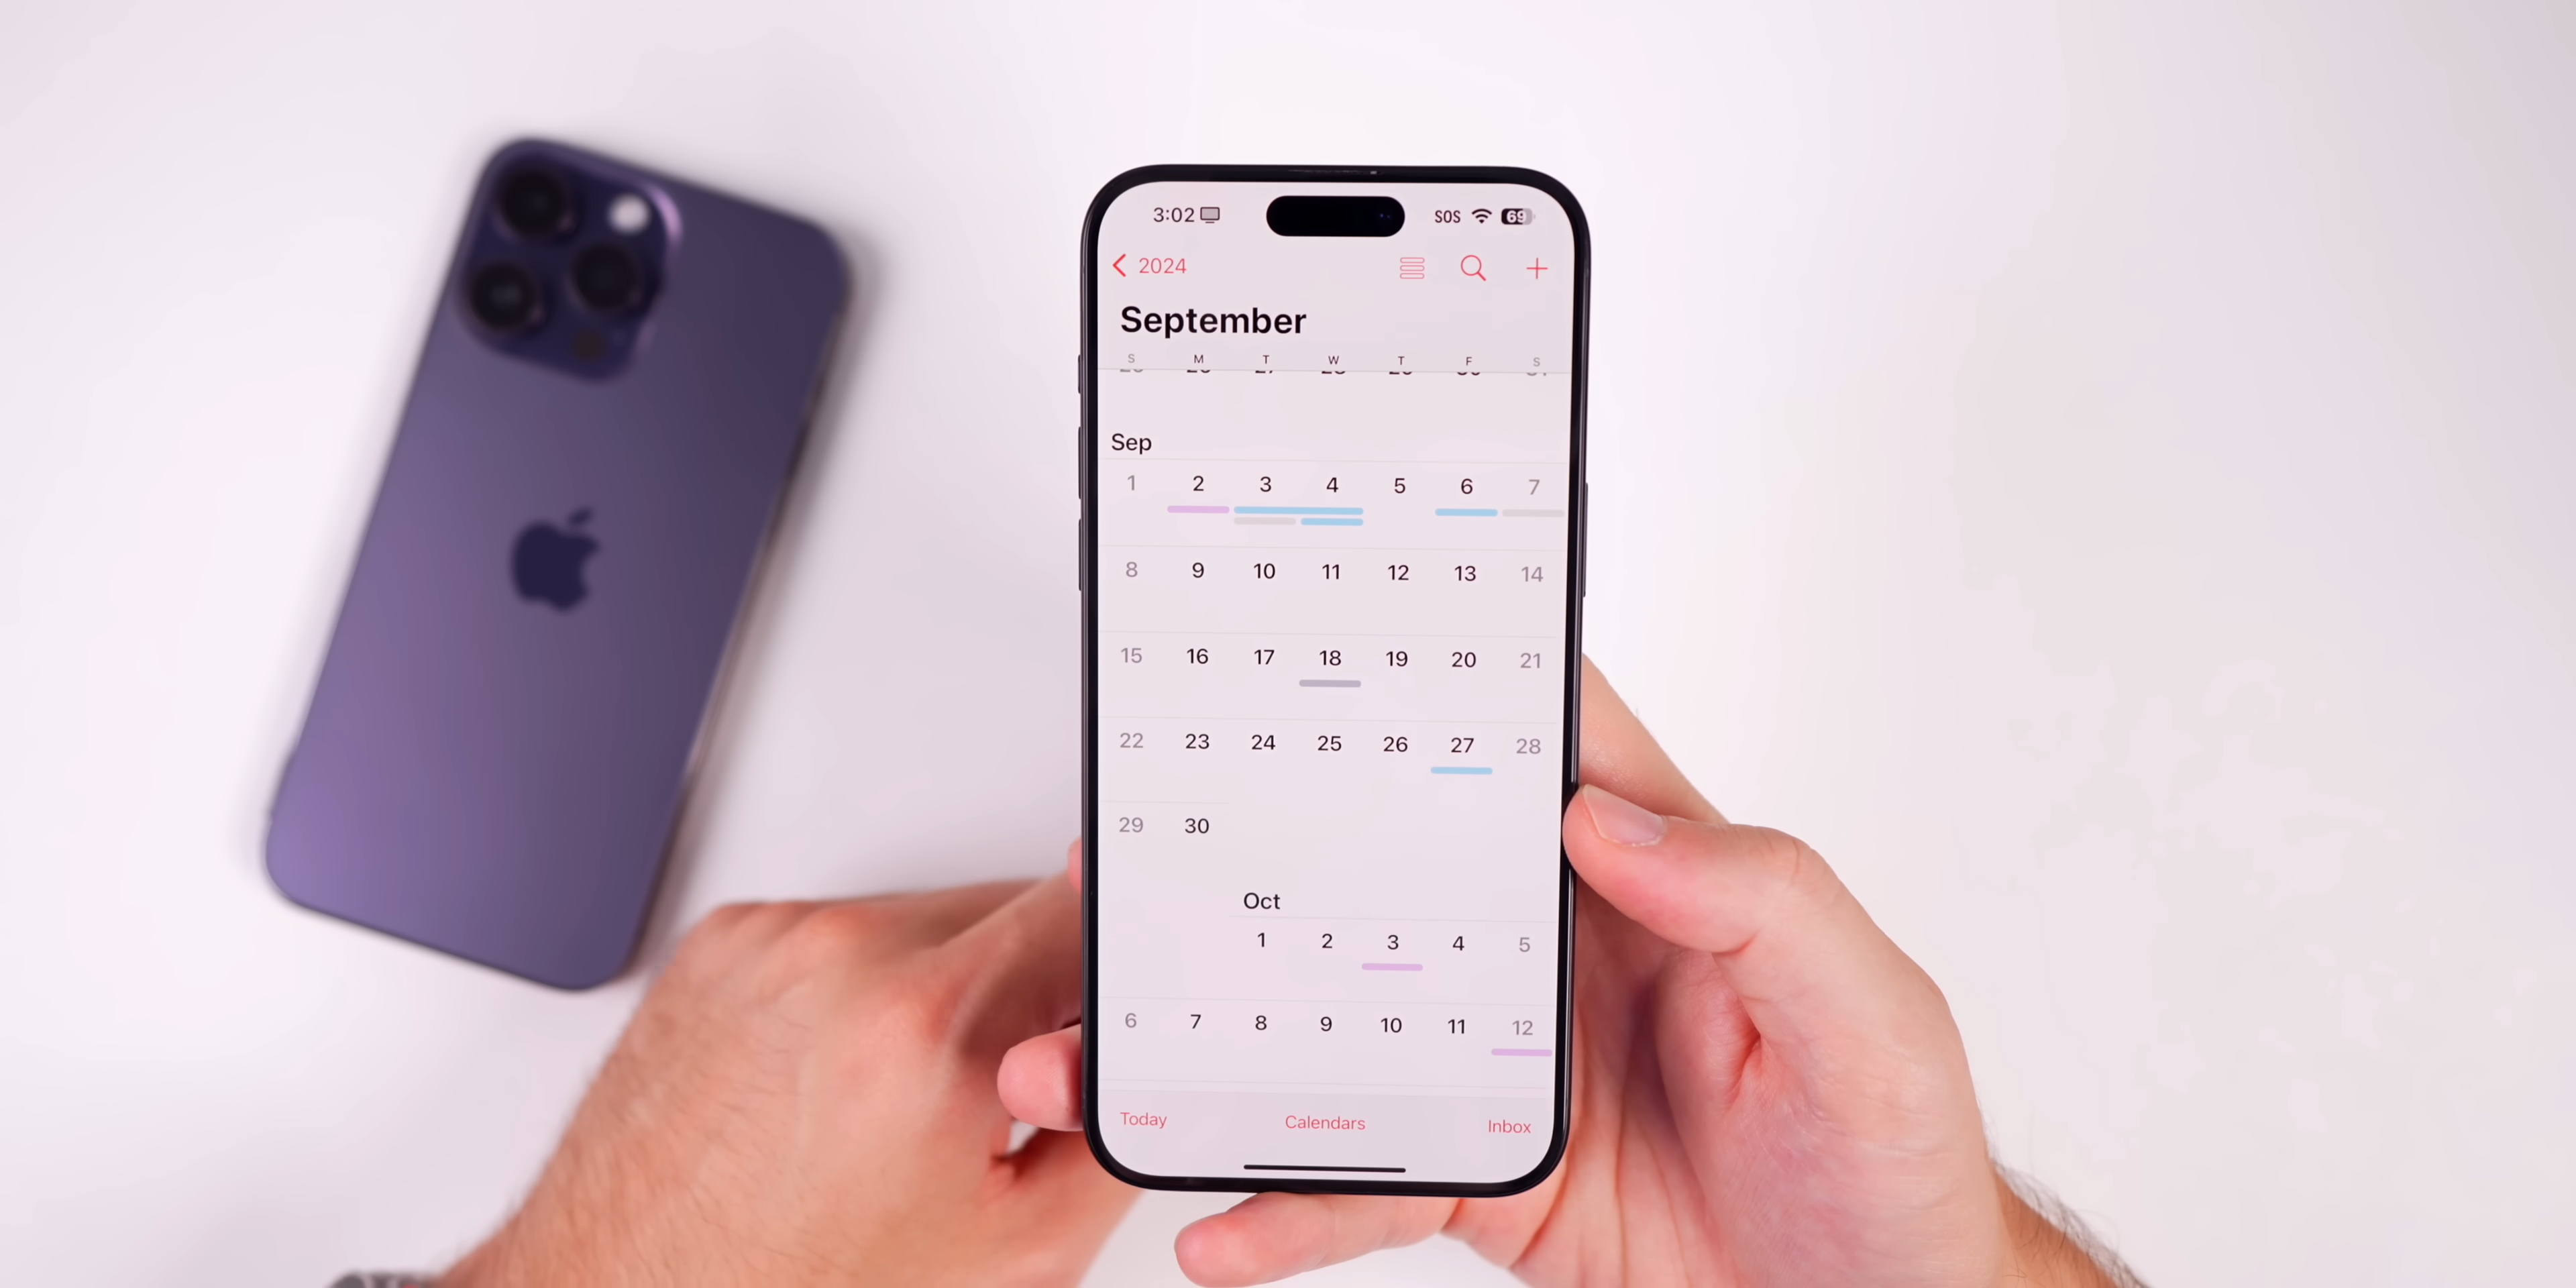 3:02 SOS 69
2024
September
S M T W T F S
Sep
1 2 3 4 5 6 7
8 9 10 11 12 13 14
15 16 17 18 19 20 21
22 23 24 25 26 27 28
29 30
Oct
1 2 3 4 5
6 7 8 9 10 11 12
Today Calendars Inbox